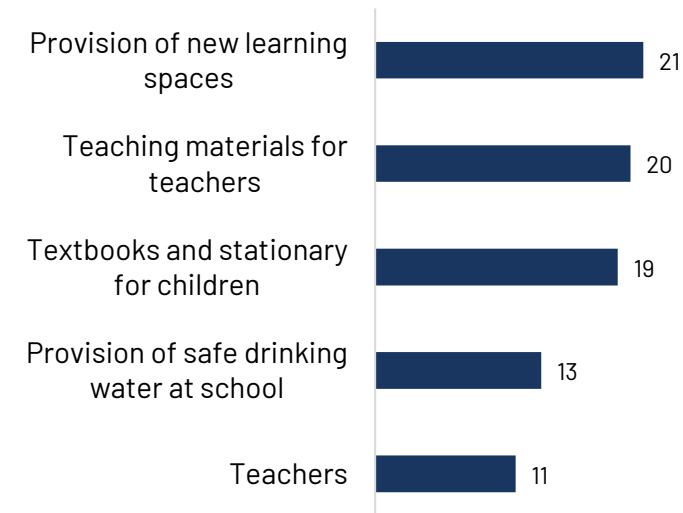 Provision of new learning
spaces
21
Teaching materials for
teachers
20
Textbooks and stationary
for children
19
Provision of safe drinking
water at school
13
Teachers
11